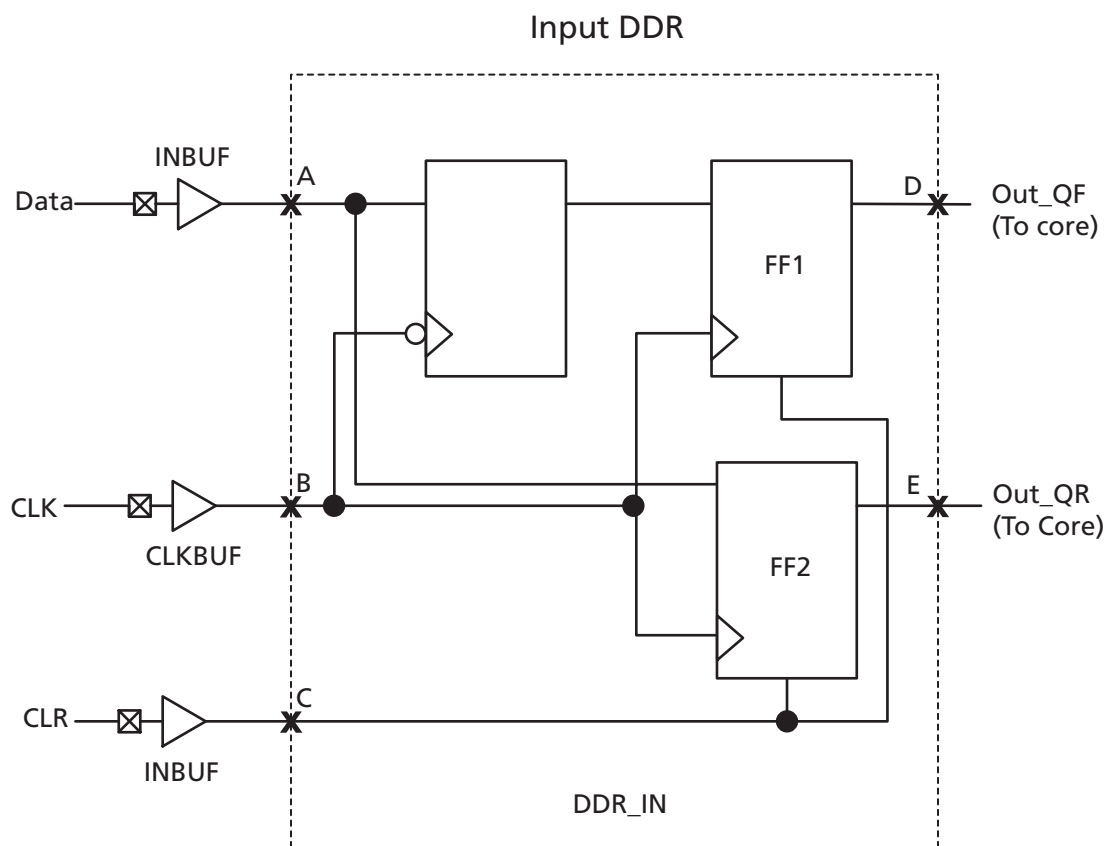 Input DDR
INBUF
Data
A
D
Out_QF
(To core)
FF1
CLK
B
CLKBUF
E
Out_QR
(To Core)
FF2
CLR
C
INBUF
DDR_IN